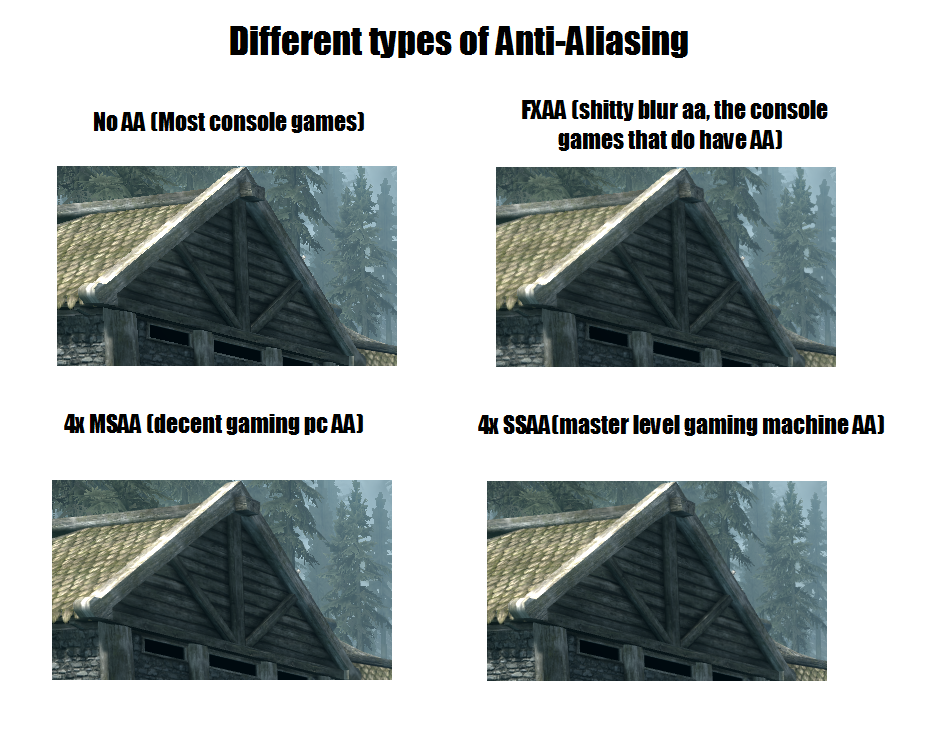 Different types of Anti-Aliasing
No AA (Most console games)
FXAA (shitty blur aa, the console
games that do have AA)
4x MSAA (decent gaming pc AA)
4x SSAA(master level gaming machine AA)